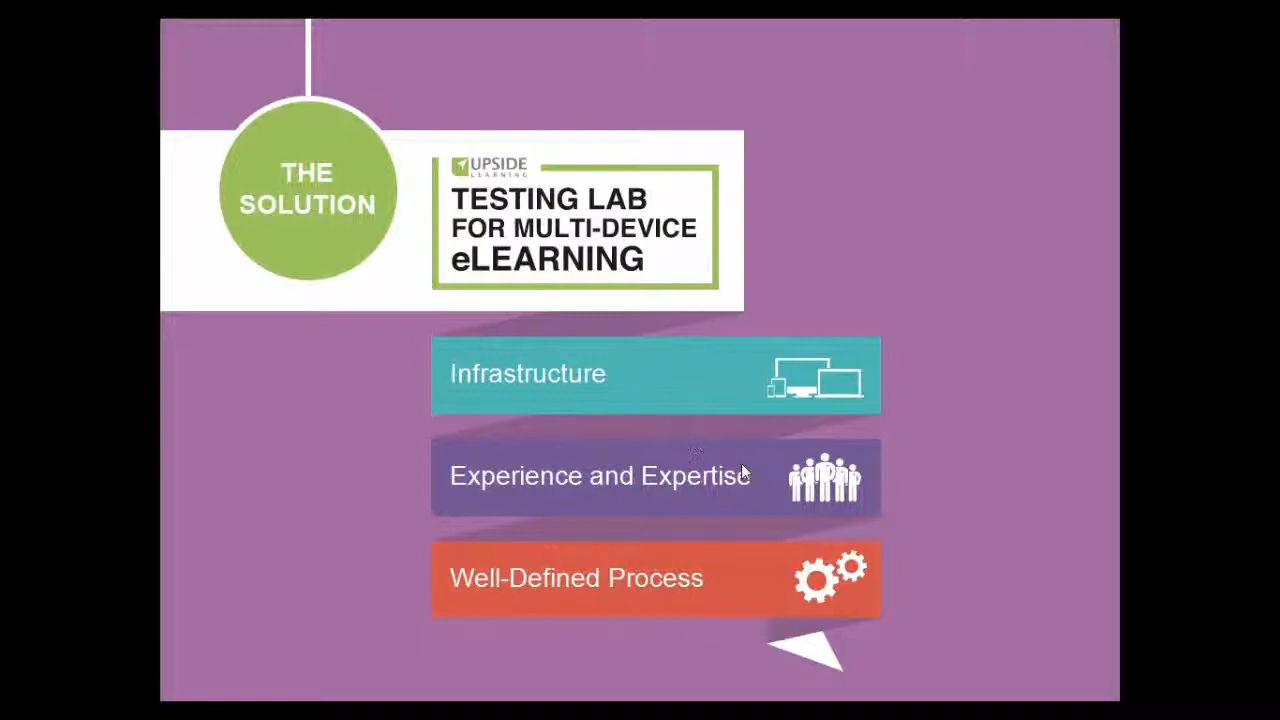 THE
SOLUTION
UPSIDE
LEARNING
TESTING LAB
FOR MULTI-DEVICE
eLEARNING
Infrastructure
Experience and Expertise
Well-Defined Process